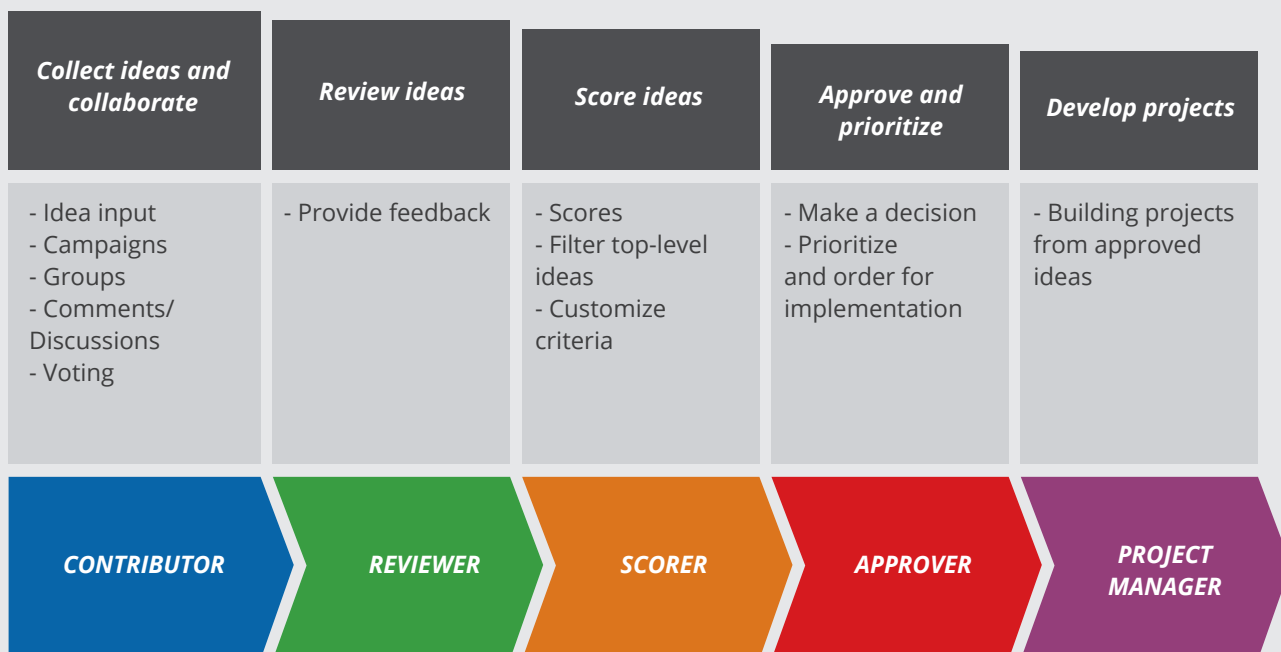 Collect ideas and
collaborate
Review ideas
Score ideas
Approve and
prioritize
Develop projects
- Idea input
- Campaigns
- Groups
- Comments/
Discussions
- Voting
- Provide feedback
- Scores
- Filter top-level
ideas
- Customize
criteria
- Make a decision
- Prioritize
and order for
implementation
- Building projects
from approved
ideas
CONTRIBUTOR
REVIEWER
SCORER
APPROVER
PROJECT
MANAGER